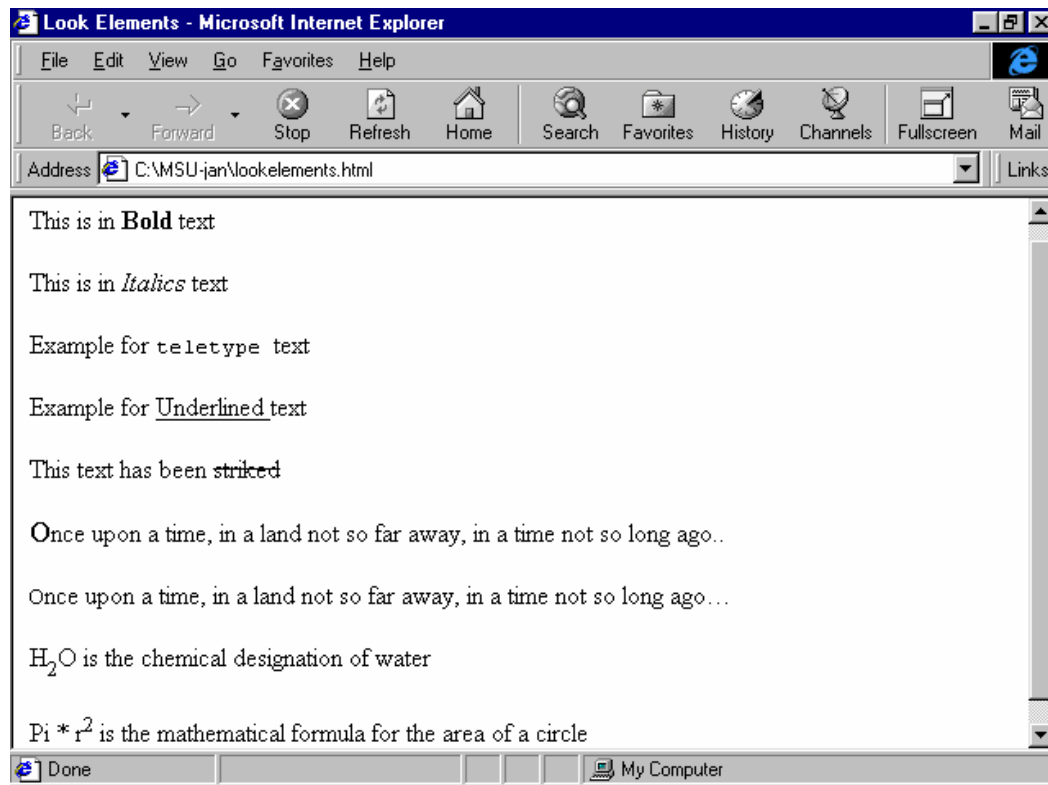 Look Elements - Microsoft Internet Explorer
File Edit View Go Favorites Help
Back Forward Stop Refresh Home Search Favorites History Channels Fullscreen Mail
Address C:\MSU-jan\lookelements.html Links
This is in Bold text
This is in Italics text
Example for teletype text
Example for Underlined text
This text has been striked
Once upon a time, in a land not so far away, in a time not so long ago..
Once upon a time, in a land not so far away, in a time not so long ago…
H₂O is the chemical designation of water
Pi * r² is the mathematical formula for the area of a circle
Done My Computer